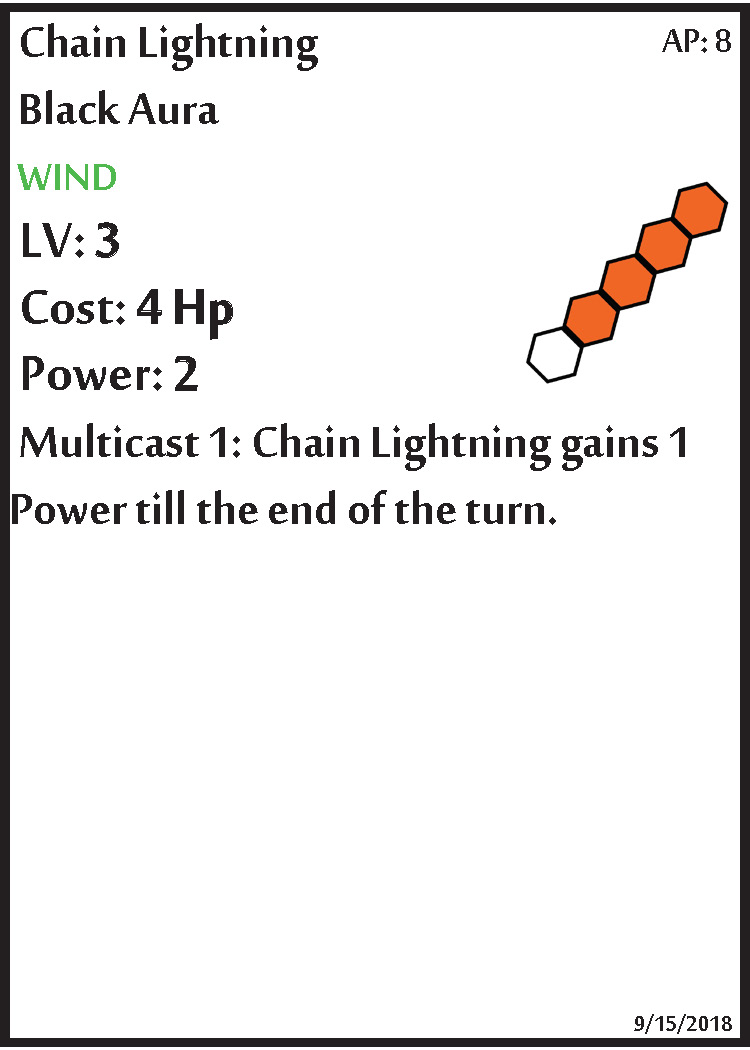 Chain Lightning
AP: 8
Black Aura
WIND
LV: 3
Cost: 4 Hp
Power: 2
Multicast 1: Chain Lightning gains 1
Power till the end of the turn.
9/15/2018